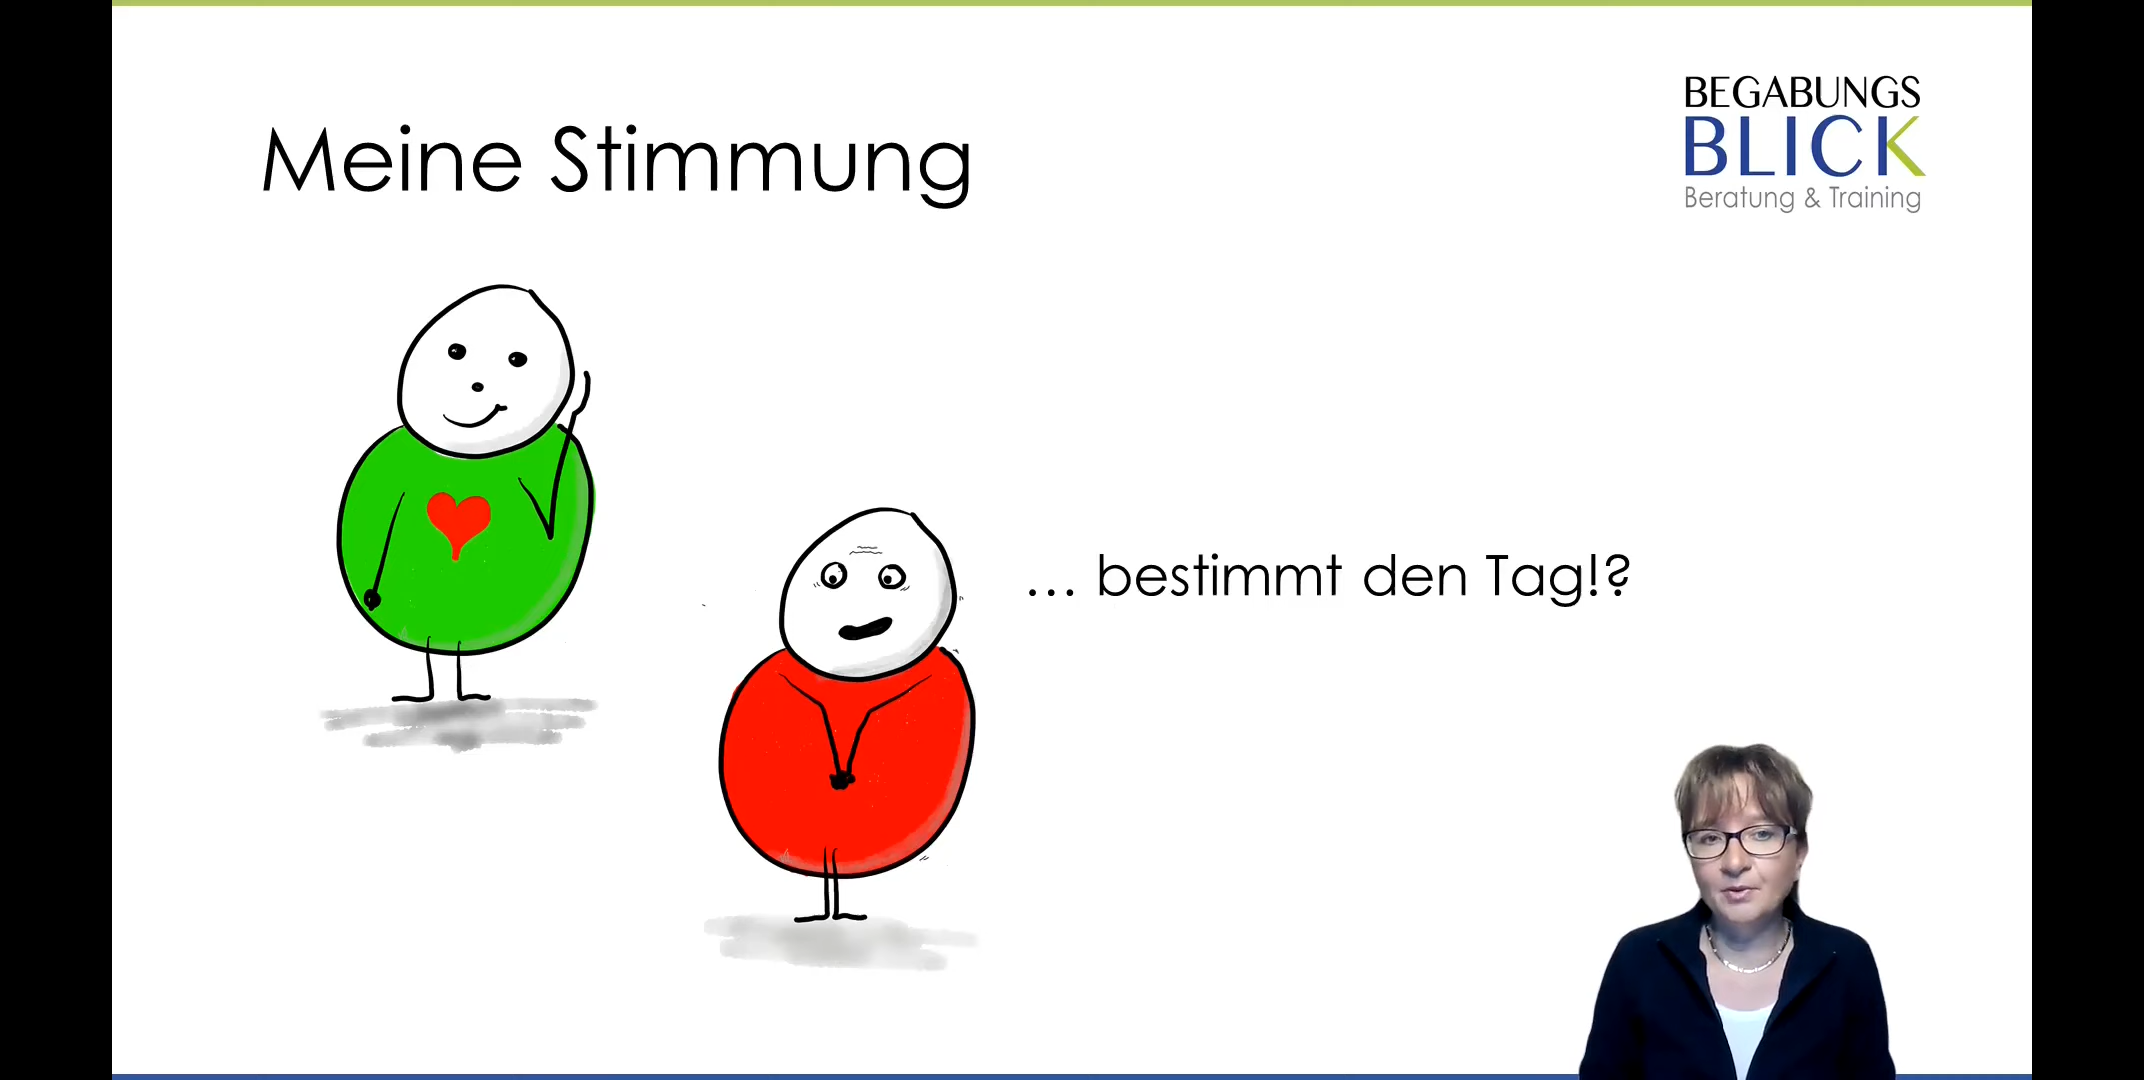 Meine Stimmung
BEGABUNGS
BLICK
Beratung & Training
... bestimmt den Tag!?